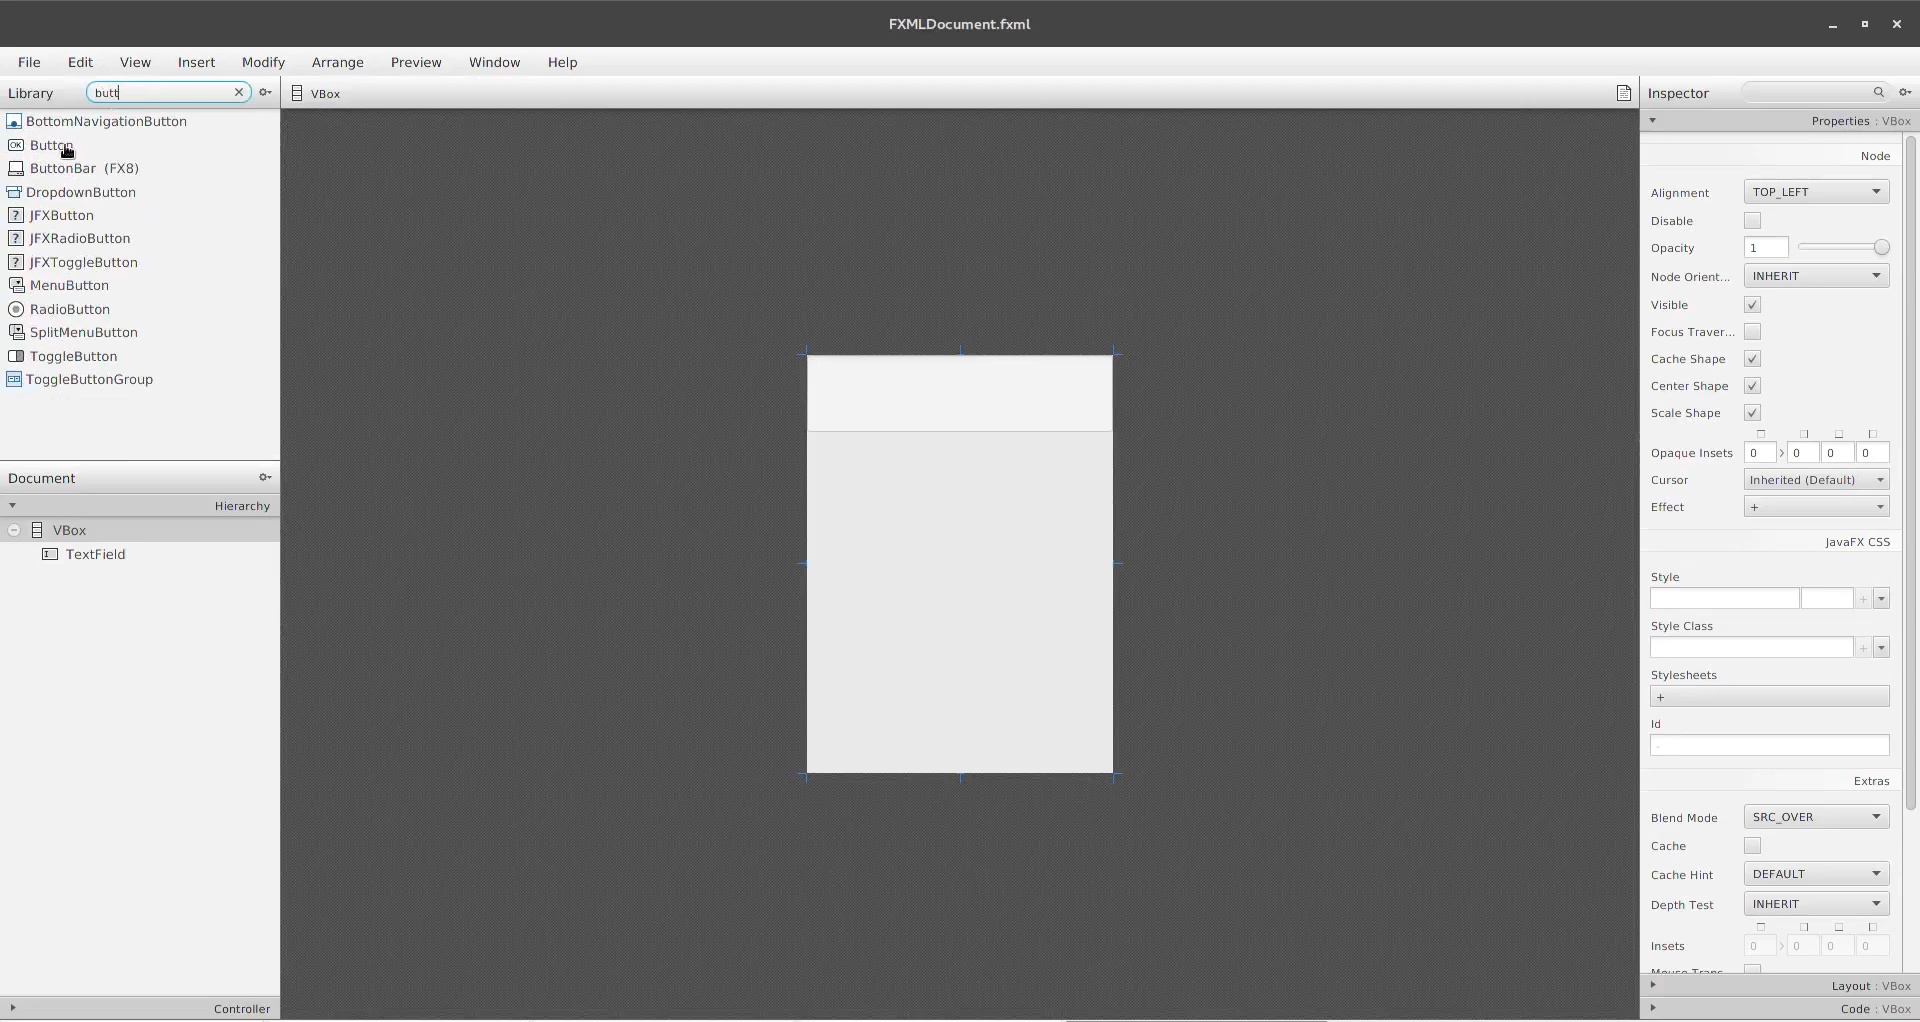 FXMLDocument.fxml
File Edit View Insert Modify Arrange Preview Window Help
Library butt
BottomNavigationButton
OK Button
ButtonBar (FX8)
DropdownButton
? JFXButton
? JFXRadioButton
? JFXToggleButton
MenuButton
RadioButton
SplitMenuButton
ToggleButton
ToggleButtonGroup
Document
Hierarchy
VBox
TextField
Controller
VBox
Inspector
Properties : VBox
Node
Alignment TOP_LEFT
Disable
Opacity 1
Node Orient... INHERIT
Visible
Focus Traver...
Cache Shape
Center Shape
Scale Shape
Opaque Insets 0 0 0 0
Cursor Inherited (Default)
Effect +
JavaFX CSS
Style
+
Style Class
+
Stylesheets
+
Id
Extras
Blend Mode SRC_OVER
Cache
Cache Hint DEFAULT
Depth Test INHERIT
Insets 0 0 0 0
Layout : VBox
Code : VBox